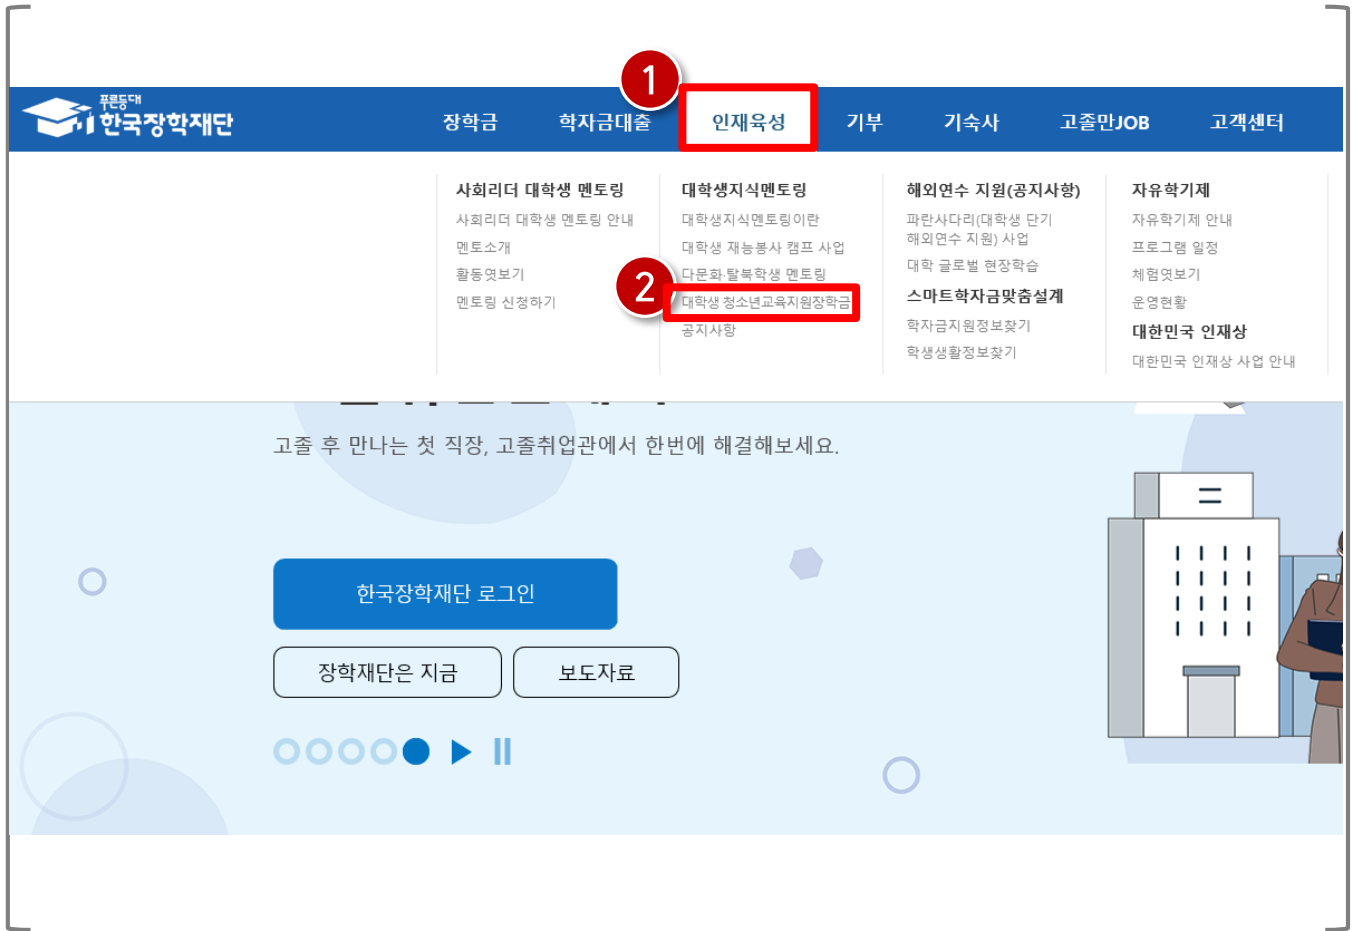 1
푸른등대
한국장학재단
장학금 학자금대출 인재육성 기부 기숙사 고졸만JOB 고객센터
사회리더 대학생 멘토링
사회리더 대학생 멘토링 안내
멘토소개
활동엿보기
멘토링 신청하기
대학생지식멘토링
대학생지식멘토링이란
대학생 재능봉사 캠프 사업
다문화·탈북학생 멘토링
2
대학생 청소년교육지원장학금
공지사항
해외연수 지원(공지사항)
파란사다리(대학생 단기
해외연수 지원) 사업
대학 글로벌 현장학습
스마트학자금맞춤설계
학자금지원정보찾기
학생생활정보찾기
자유학기제
자유학기제 안내
프로그램 일정
체험엿보기
운영현황
대한민국 인재상
대한민국 인재상 사업 안내
고졸 후 만나는 첫 직장, 고졸취업관에서 한번에 해결해보세요.
한국장학재단 로그인
장학재단은 지금
보도자료